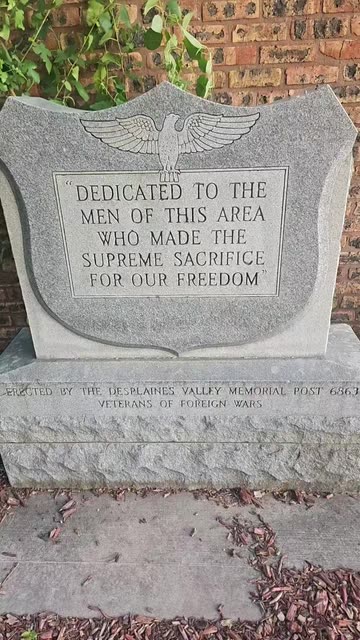 "DEDICATED TO THE
MEN OF THIS AREA
WHO MADE THE
SUPREME SACRIFICE
FOR OUR FREEDOM"
ERECTED BY THE DESPLAINES VALLEY MEMORIAL POST 6863
VETERANS OF FOREIGN WARS